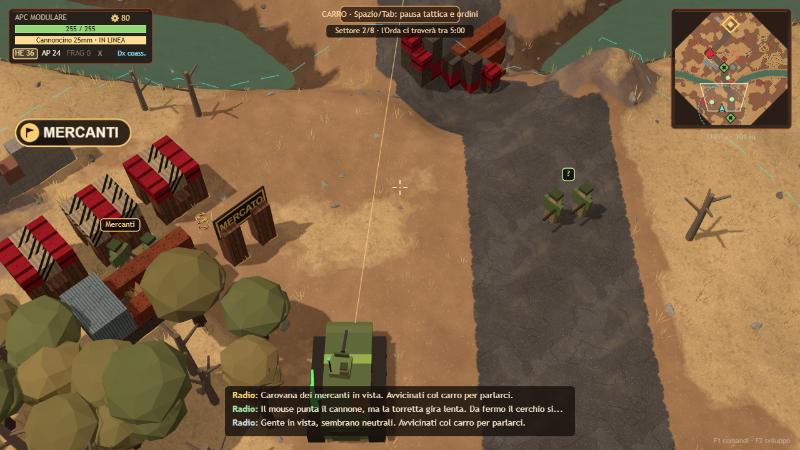 APC MODULARE 80
255 / 255
Cannoncino 25mm · IN LINEA
HE 36 AP 24 FRAG 0 X Dx coass.
CARRO · Spazio/Tab: pausa tattica e ordini
Settore 2/8 · l'Orda ci troverà tra 5:00
MERCANTI
Mercanti
MERCATO
?
Radio: Carovana dei mercanti in vista. Avvicinati col carro per parlarci.
Radio: Il mouse punta il cannone, ma la torretta gira lenta. Da fermo il cerchio si...
Radio: Gente in vista, sembrano neutrali. Avvicinati col carro per parlarci.
F1 comandi · F2 sviluppo